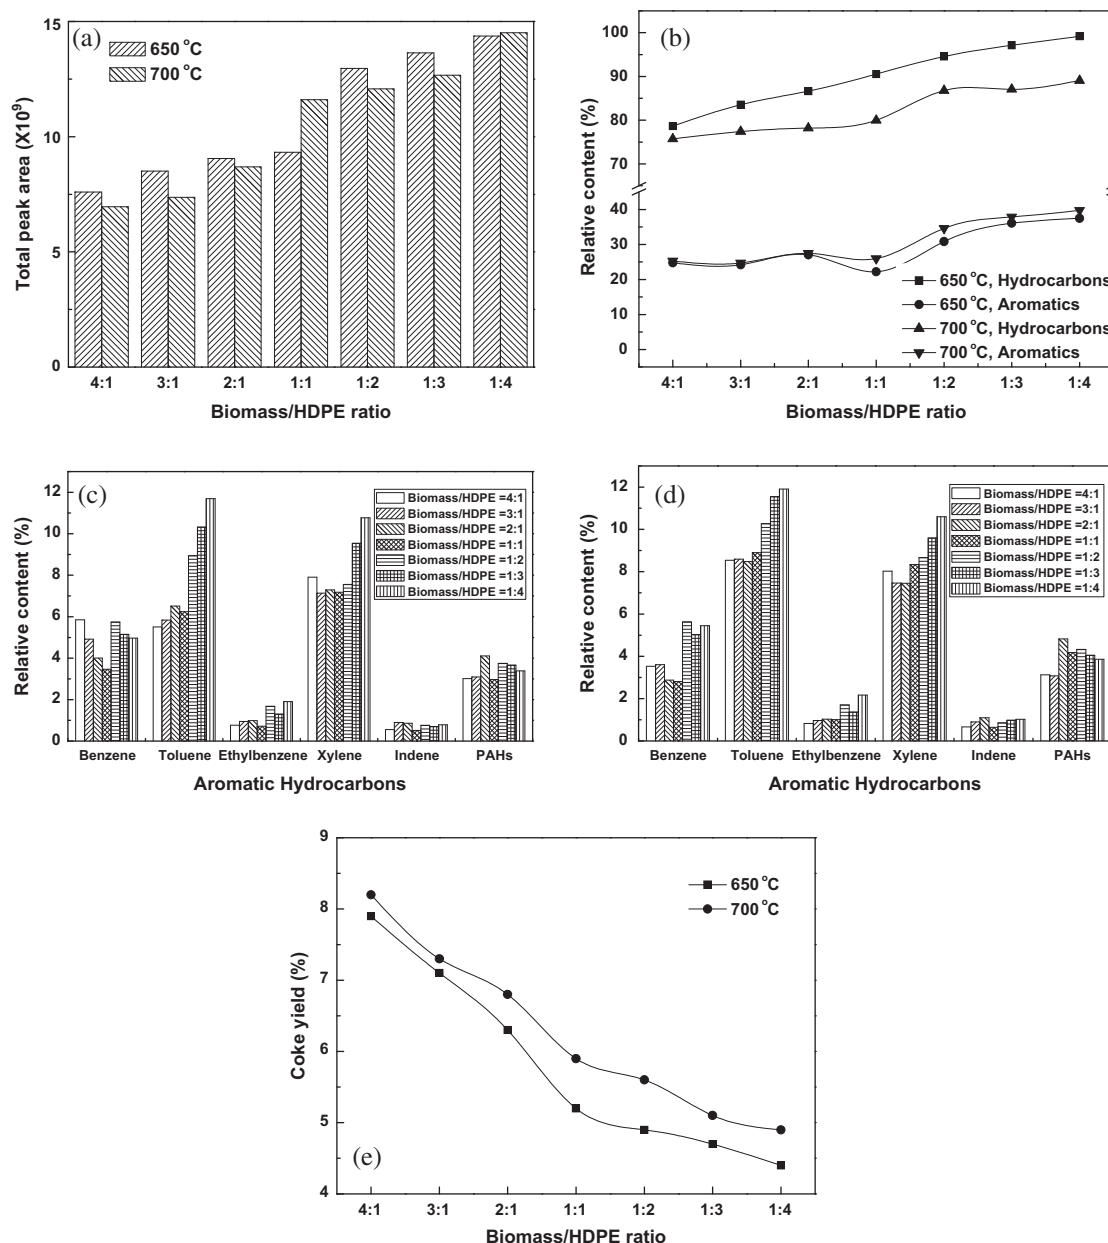 (a)
650 °C
700 °C
15
10
5
0
Total peak area (X10⁹)
4:1 3:1 2:1 1:1 1:2 1:3 1:4
Biomass/HDPE ratio
(b)
100
90
80
70
40
30
20
10
0
Relative content (%)
650 °C, Hydrocarbons
650 °C, Aromatics
700 °C, Hydrocarbons
700 °C, Aromatics
4:1 3:1 2:1 1:1 1:2 1:3 1:4
Biomass/HDPE ratio
(c)
12
10
8
6
4
2
0
Relative content (%)
Biomass/HDPE =4:1
Biomass/HDPE =3:1
Biomass/HDPE =2:1
Biomass/HDPE =1:1
Biomass/HDPE =1:2
Biomass/HDPE =1:3
Biomass/HDPE =1:4
Benzene Toluene Ethylbenzene Xylene Indene PAHs
Aromatic Hydrocarbons
(d)
12
10
8
6
4
2
0
Relative content (%)
Biomass/HDPE =4:1
Biomass/HDPE =3:1
Biomass/HDPE =2:1
Biomass/HDPE =1:1
Biomass/HDPE =1:2
Biomass/HDPE =1:3
Biomass/HDPE =1:4
Benzene Toluene Ethylbenzene Xylene Indene PAHs
Aromatic Hydrocarbons
9
8
7
6
5
4
Coke yield (%)
650 °C
700 °C
(e)
4:1 3:1 2:1 1:1 1:2 1:3 1:4
Biomass/HDPE ratio